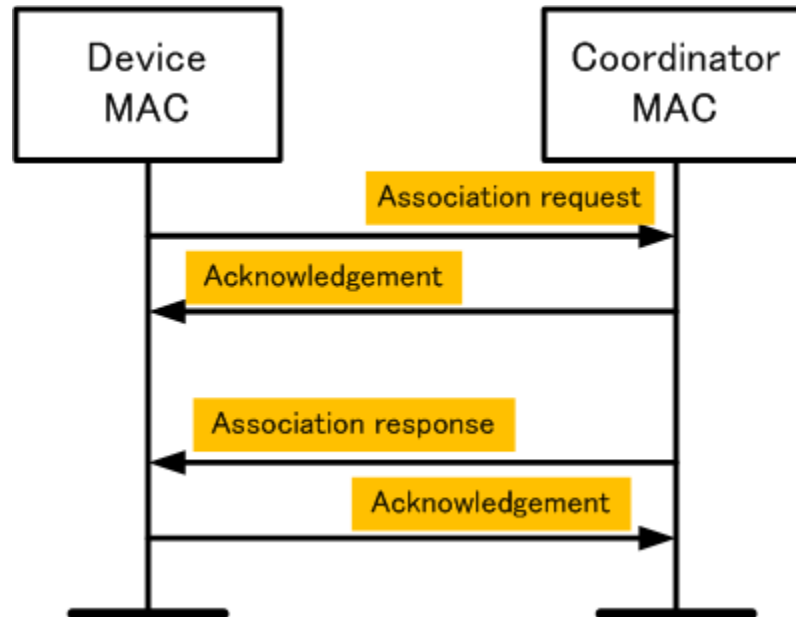 Device
MAC
Coordinator
MAC
Association request
Acknowledgement
Association response
Acknowledgement